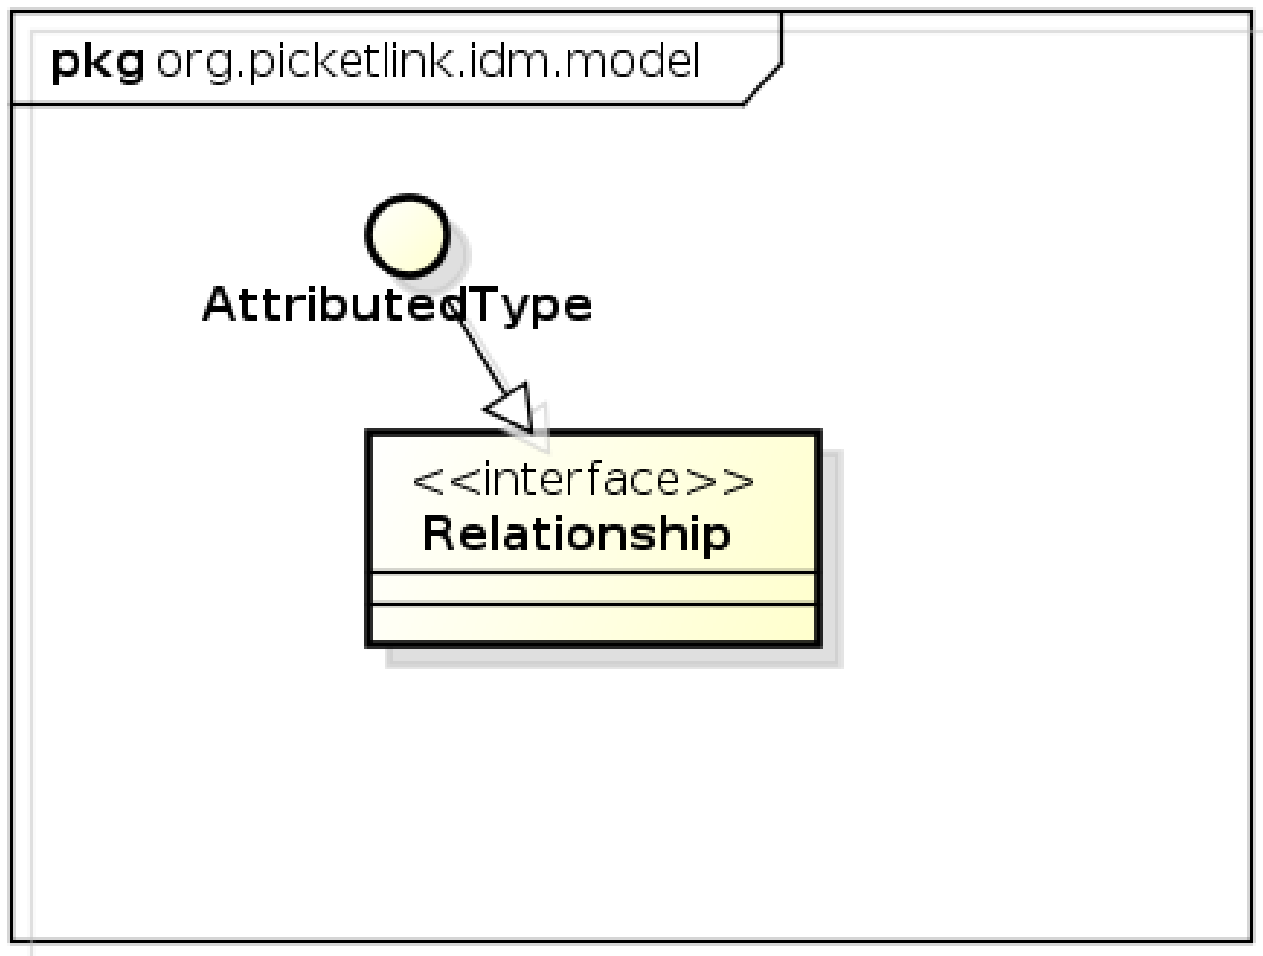 pkg org.picketlink.idm.model
AttributedType
<<interface>>
Relationship